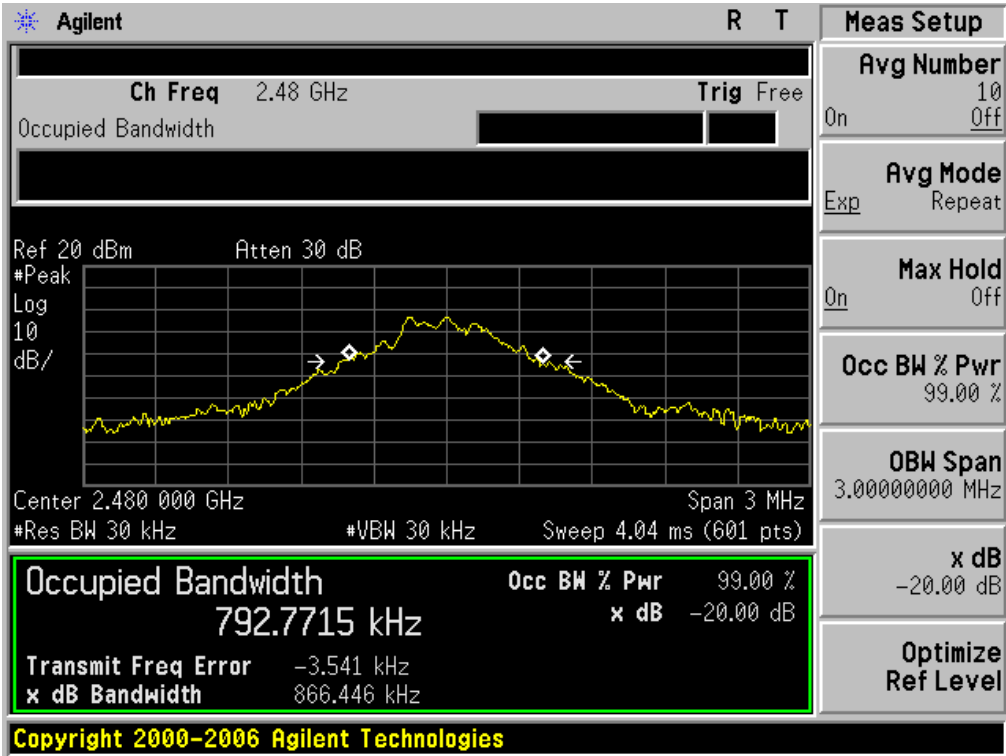 Agilent R T
Ch Freq 2.48 GHz Trig Free
Occupied Bandwidth
Ref 20 dBm Atten 30 dB
#Peak
Log
10
dB/
Center 2.480 000 GHz Span 3 MHz
#Res BW 30 kHz #VBW 30 kHz Sweep 4.04 ms (601 pts)
Occupied Bandwidth Occ BW % Pwr 99.00 %
792.7715 kHz x dB -20.00 dB
Transmit Freq Error -3.541 kHz
x dB Bandwidth 866.446 kHz
Copyright 2000-2006 Agilent Technologies
Meas Setup
Avg Number
10
On Off
Avg Mode
Exp Repeat
Max Hold
On Off
Occ BW % Pwr
99.00 %
OBW Span
3.00000000 MHz
x dB
-20.00 dB
Optimize
Ref Level